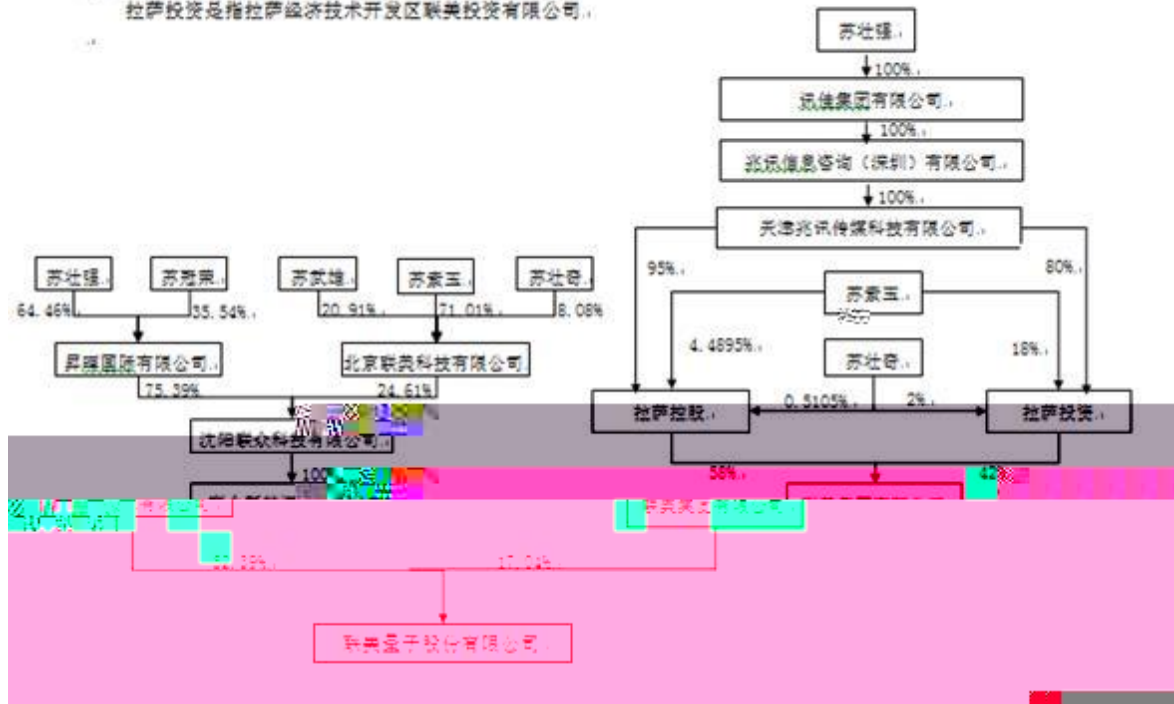 拉萨投资是指拉萨经济技术开发区联美投资有限公司.
苏壮强.
100%.
讯佳集团有限公司.
100%.
兆讯信息咨询（深圳）有限公司.
100%.
天津兆讯传媒科技有限公司.
95%.
80%.
苏素玉.
4.4895%.
18%.
苏壮奇.
0.5105%.
2%.
拉萨控股.
拉萨投资.
58%.
42%
苏壮强.
苏冠荣.
苏武雄.
苏素玉.
苏壮奇.
64.46%.
35.54%.
20.91%.
71.01%.
8.08%
昇晖国际有限公司.
北京联美科技有限公司.
75.39%.
24.61%.
沈阳联众科技有限公司.
100
有限公司.
联美量子股份有限公司.